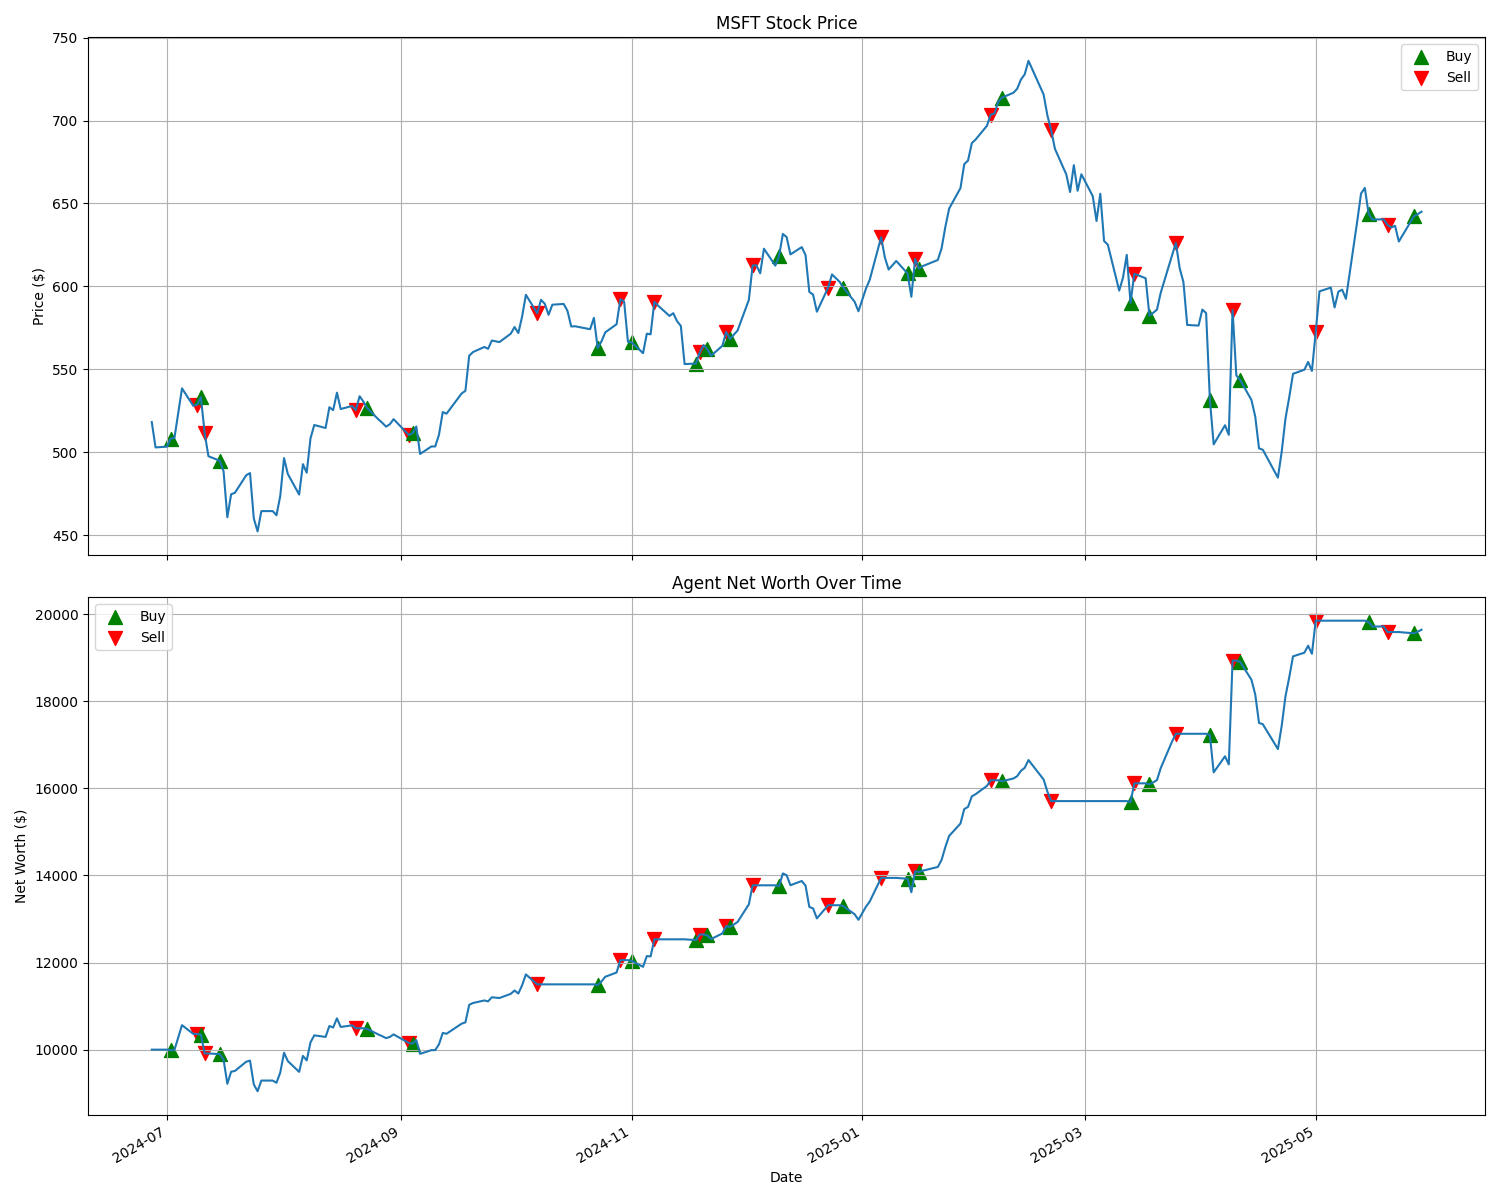 MSFT Stock Price
750
700
650
600
550
500
450
Price ($)
Buy
Sell
Agent Net Worth Over Time
20000
18000
16000
14000
12000
10000
Net Worth ($)
Buy
Sell
2024-07
2024-09
2024-11
2025-01
2025-03
2025-05
Date